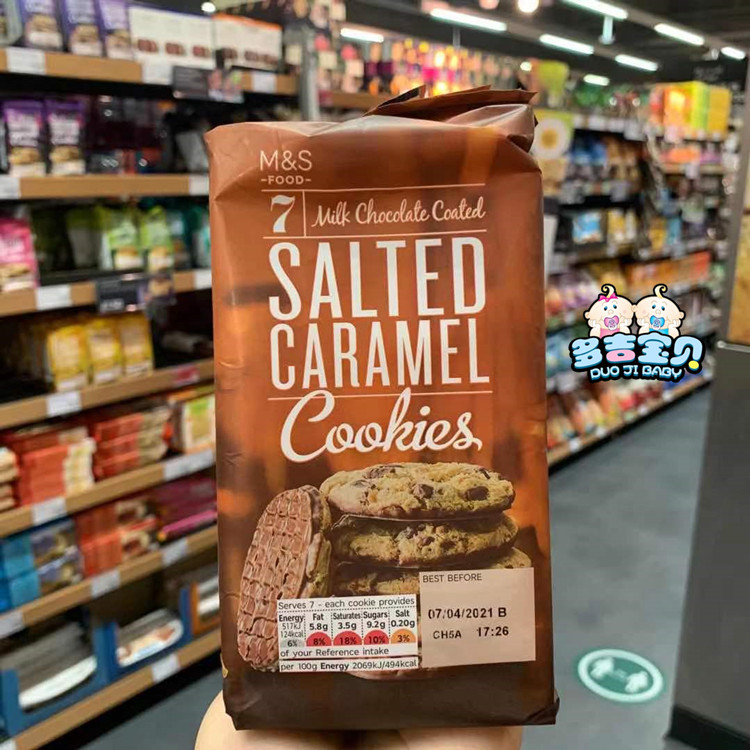 M&S
-FOOD-
7 Milk Chocolate Coated
SALTED
CARAMEL
Cookies
多吉宝贝
DUO JI BABY
BEST BEFORE
07/04/2021 B
CH5A 17:26
Serves 7 - each cookie provides
Energy Fat Saturates Sugars Salt
517kJ 5.8g 3.5g 9.2g 0.20g
124kcal
6% 8% 18% 10% 3%
of your Reference intake
per 100g Energy 2069kJ/494kcal